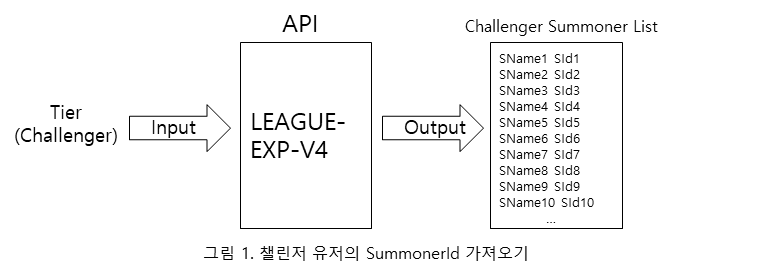 API
Challenger Summoner List
Tier
(Challenger)
Input
LEAGUE-
EXP-V4
Output
SName1 SId1
SName2 SId2
SName3 SId3
SName4 SId4
SName5 SId5
SName6 SId6
SName7 SId7
SName8 SId8
SName9 SId9
SName10 SId10
...
그림 1. 챌린저 유저의 SummonerId 가져오기